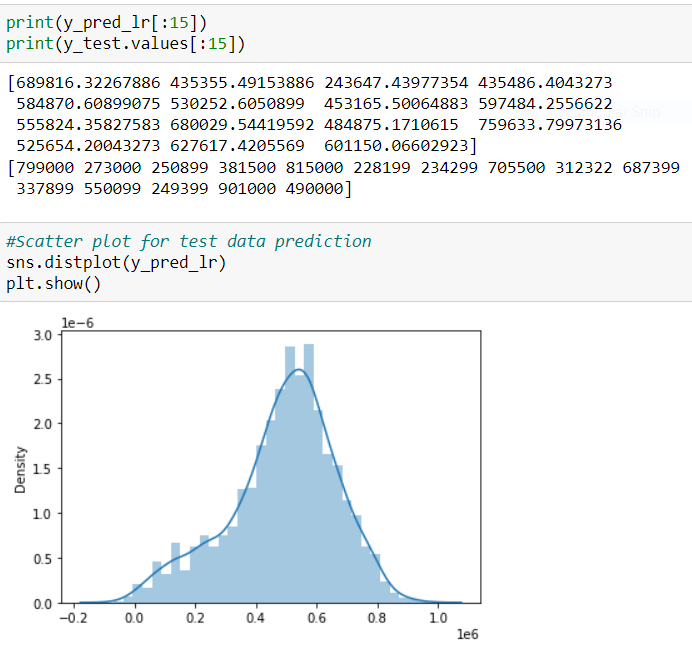 print(y_pred_lr[:15])
print(y_test.values[:15])
[689816.32267886 435355.49153886 243647.43977354 435486.4043273
584870.60899075 530252.6050899 453165.50064883 597484.2556622
555824.35827583 680029.54419592 484875.1710615 759633.79973136
525654.20043273 627617.4205569 601150.06602923]
[799000 273000 250899 381500 815000 228199 234299 705500 312322 687399
337899 550099 249399 901000 490000]
#Scatter plot for test data prediction
sns.distplot(y_pred_lr)
plt.show()
1e−6
3.0
2.5
2.0
1.5
1.0
0.5
0.0
Density
−0.2 0.0 0.2 0.4 0.6 0.8 1.0
1e6